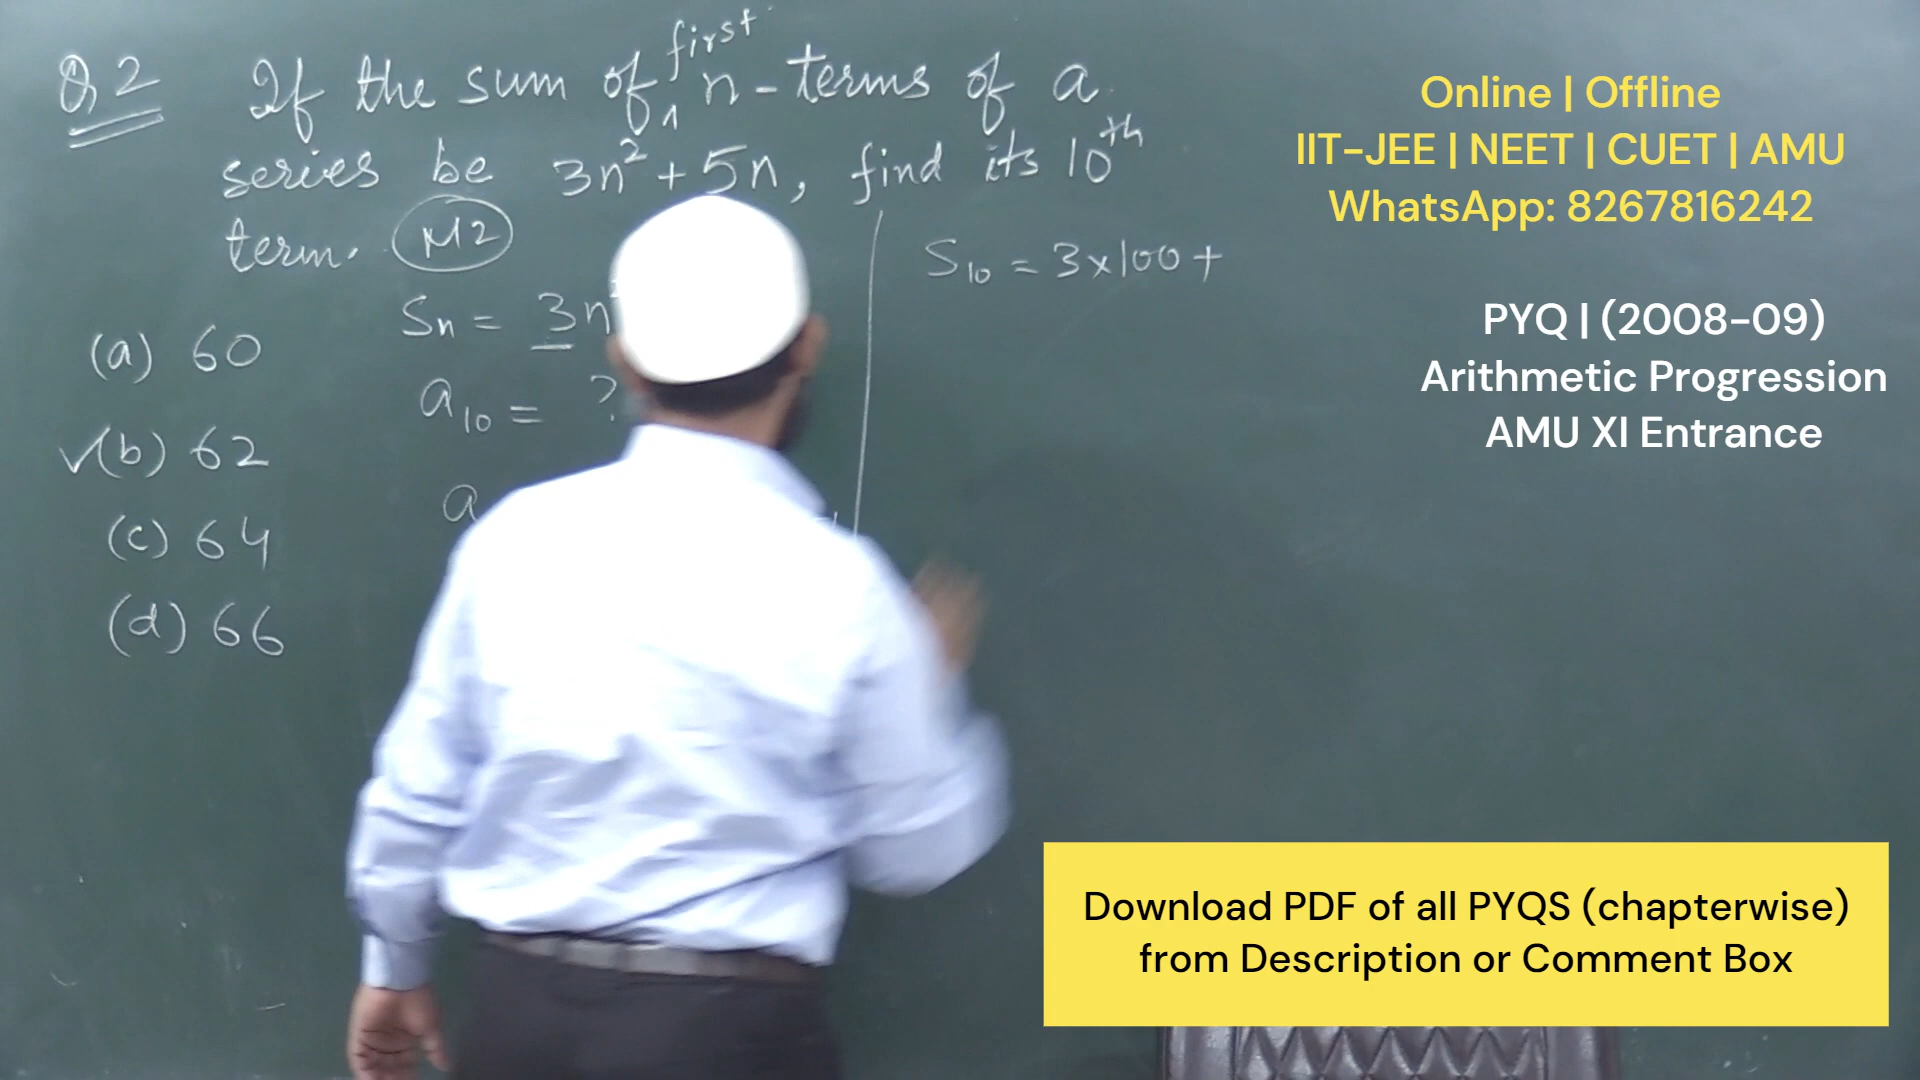 Q2 If the sum of first n-terms of a
series be 3n²+5n, find its 10th
term. M2
Sn = 3n
a10 = ?
a
(a) 60
✓(b) 62
(c) 64
(d) 66
S10 = 3×100+
Online | Offline
IIT-JEE | NEET | CUET | AMU
WhatsApp: 8267816242
PYQ | (2008-09)
Arithmetic Progression
AMU XI Entrance
Download PDF of all PYQS (chapterwise)
from Description or Comment Box